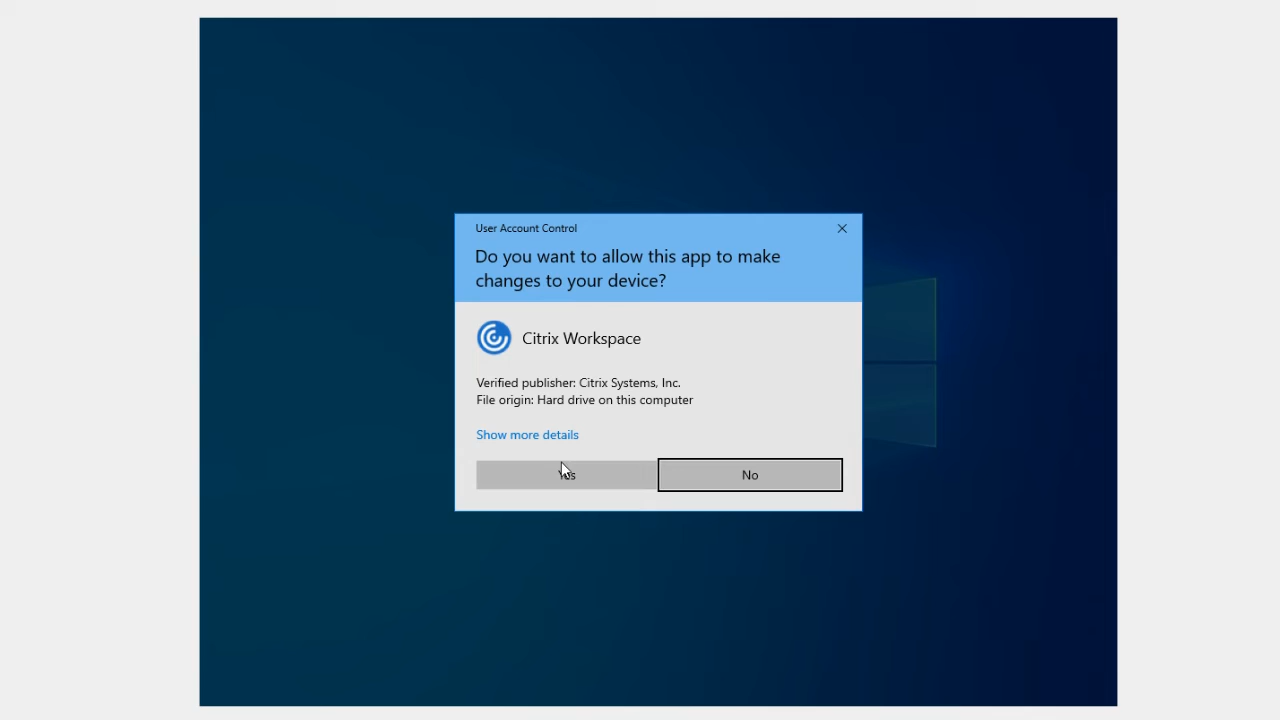 User Account Control
Do you want to allow this app to make
changes to your device?
Citrix Workspace
Verified publisher: Citrix Systems, Inc.
File origin: Hard drive on this computer
Show more details
Yes
No